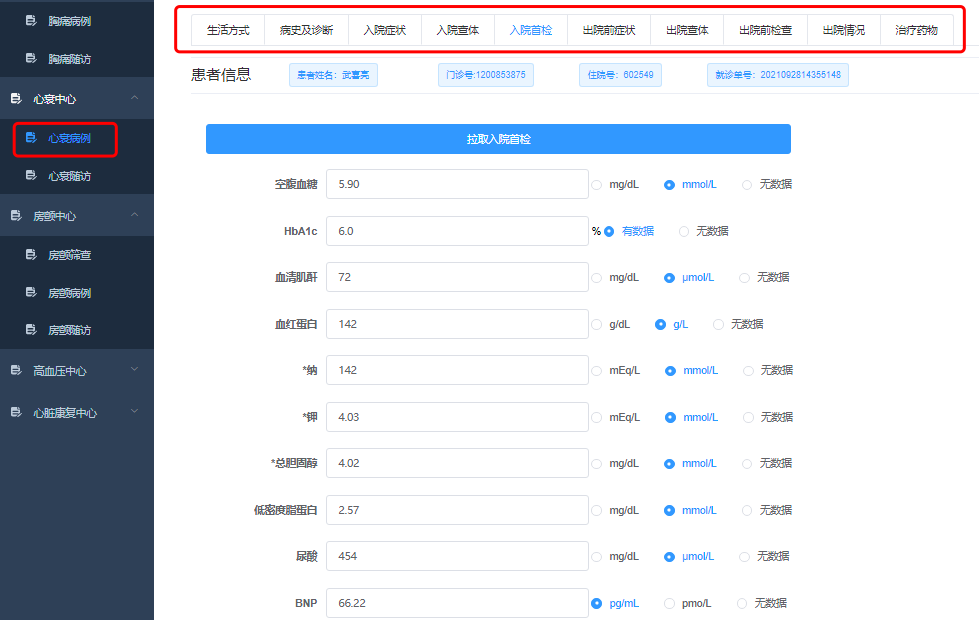 胸痛病例
胸痛随访
心衰中心
心衰病例
心衰随访
房颤中心
房颤筛查
房颤病例
房颤随访
高血压中心
心脏康复中心
生活方式 病史及诊断 入院症状 入院查体 入院首检 出院前症状 出院查体 出院前检查 出院情况 治疗药物
患者信息 患者姓名：武喜亮 门诊号:1200853875 住院号：602549 就诊单号：2021092814355148
拉取入院首检
空腹血糖 5.90 mg/dL mmol/L 无数据
HbA1c 6.0 % 有数据 无数据
血清肌酐 72 mg/dL μmol/L 无数据
血红蛋白 142 g/dL g/L 无数据
*钠 142 mEq/L mmol/L 无数据
*钾 4.03 mEq/L mmol/L 无数据
*总胆固醇 4.02 mg/dL mmol/L 无数据
低密度脂蛋白 2.57 mg/dL mmol/L 无数据
尿酸 454 mg/dL μmol/L 无数据
BNP 66.22 pg/mL pmo/L 无数据